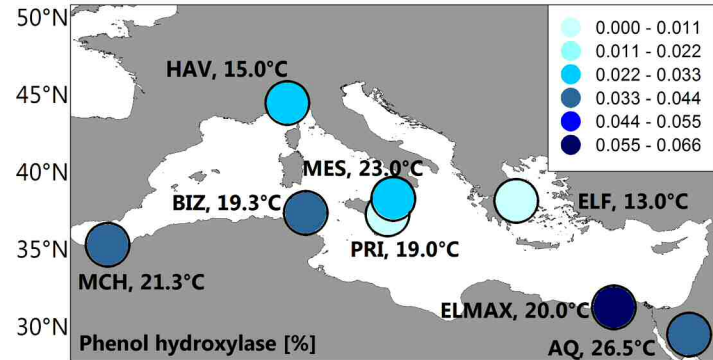 50°N
45°N
40°N
35°N
30°N
0.000 - 0.011
0.011 - 0.022
0.022 - 0.033
0.033 - 0.044
0.044 - 0.055
0.055 - 0.066
HAV, 15.0°C
MES, 23.0°C
BIZ, 19.3°C
ELF, 13.0°C
PRI, 19.0°C
MCH, 21.3°C
ELMAX, 20.0°C
AQ, 26.5°C
Phenol hydroxylase [%]